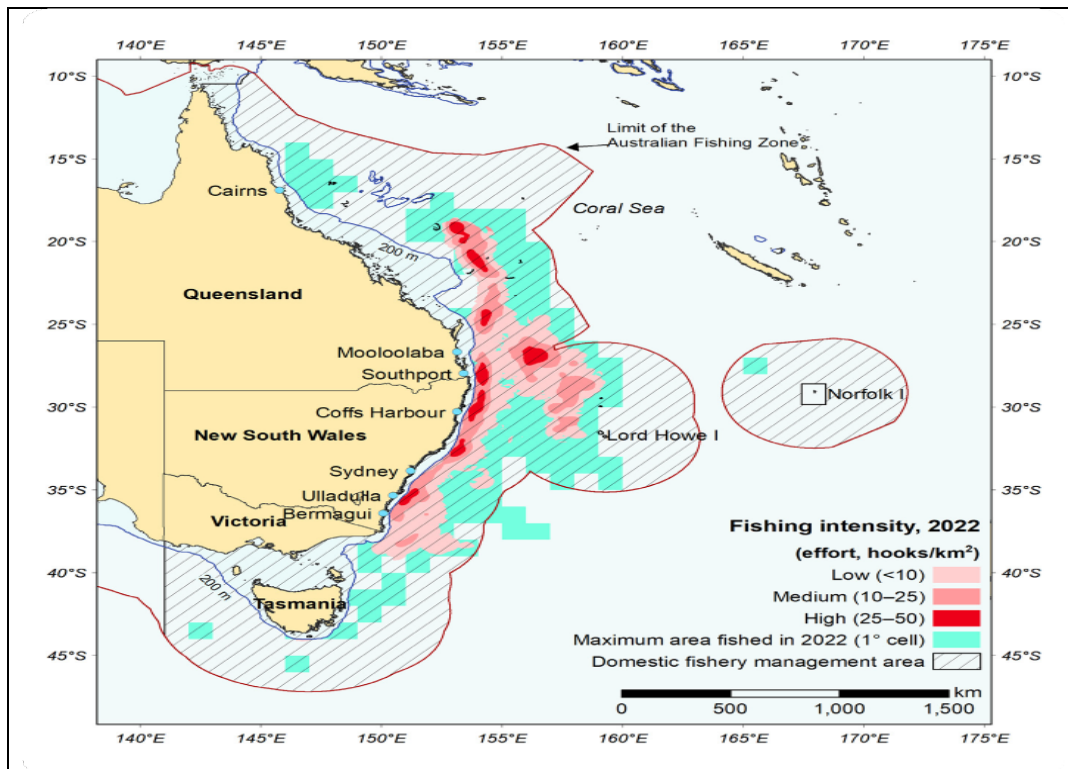 140°E 145°E 150°E 155°E 160°E 165°E 170°E 175°E
10°S 10°S
Limit of the
Australian Fishing Zone
15°S 15°S
Cairns
Coral Sea
20°S 20°S
200 m
Queensland
25°S 25°S
Mooloolaba
Southport
Norfolk I
30°S 30°S
Coffs Harbour
New South Wales
Lord Howe I
Sydney
35°S 35°S
Ulladulla
Bermagui
Victoria
Fishing intensity, 2022
(effort, hooks/km²)
Low (<10)
40°S 40°S
200 m
Medium (10–25)
Tasmania
High (25–50)
Maximum area fished in 2022 (1° cell)
45°S 45°S
Domestic fishery management area
km
0 500 1,000 1,500
140°E 145°E 150°E 155°E 160°E 165°E 170°E 175°E